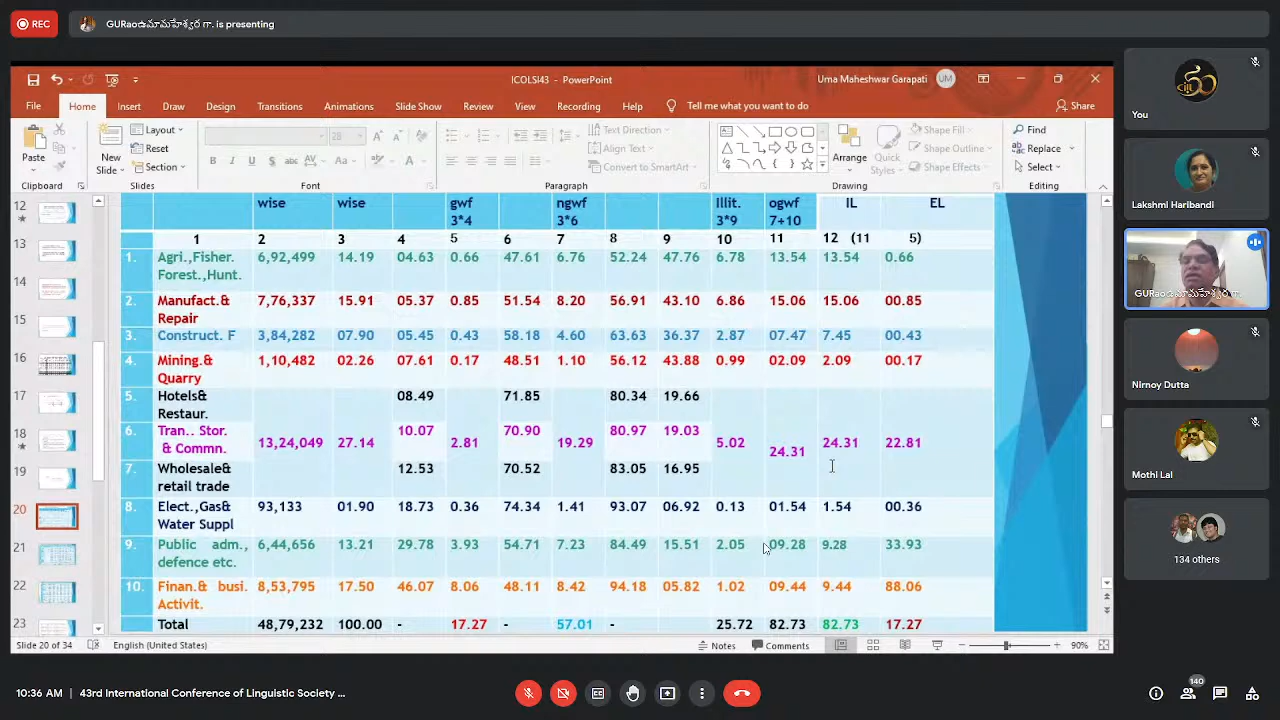 REC
GURaoఉమామహేశ్వర గా. is presenting
ICOLSI43 - PowerPoint
Uma Maheshwar Garapati UM
File Home Insert Draw Design Transitions Animations Slide Show Review View Recording Help Tell me what you want to do Share
Paste
New Slide
Layout
Reset
Section
28
Text Direction
Align Text
Convert to SmartArt
Arrange
Quick Styles
Shape Fill
Shape Outline
Shape Effects
Find
Replace
Select
Clipboard Slides Font Paragraph Drawing Editing
12
13
14
15
16
17
18
19
20
21
22
23
wise wise gwf ngwf Illit. ogwf IL EL
3*4 3*6 3*9 7+10
1 2 3 4 5 6 7 8 9 10 11 12 (11 5)
1. Agri.,Fisher. 6,92,499 14.19 04.63 0.66 47.61 6.76 52.24 47.76 6.78 13.54 13.54 0.66
Forest.,Hunt.
2. Manufact.& 7,76,337 15.91 05.37 0.85 51.54 8.20 56.91 43.10 6.86 15.06 15.06 00.85
Repair
3. Construct. F 3,84,282 07.90 05.45 0.43 58.18 4.60 63.63 36.37 2.87 07.47 7.45 00.43
4. Mining.& 1,10,482 02.26 07.61 0.17 48.51 1.10 56.12 43.88 0.99 02.09 2.09 00.17
Quarry
5. Hotels& 08.49 71.85 80.34 19.66
Restaur.
6. Tran.. Stor. 10.07 70.90 80.97 19.03
& Commn. 13,24,049 27.14 2.81 19.29 5.02 24.31 24.31 22.81
7. Wholesale& 12.53 70.52 83.05 16.95
retail trade
8. Elect.,Gas& 93,133 01.90 18.73 0.36 74.34 1.41 93.07 06.92 0.13 01.54 1.54 00.36
Water Suppl
9. Public adm., 6,44,656 13.21 29.78 3.93 54.71 7.23 84.49 15.51 2.05 09.28 9.28 33.93
defence etc.
10. Finan.& busi. 8,53,795 17.50 46.07 8.06 48.11 8.42 94.18 05.82 1.02 09.44 9.44 88.06
Activit.
Total 48,79,232 100.00 - 17.27 - 57.01 - 25.72 82.73 82.73 17.27
Slide 20 of 34 English (United States) Notes Comments 90%
You
Lakshmi Haribandi
GURaoఉమామహేశ్వర గా.
Nirnoy Dutta
Mothi Lal
134 others
10:36 AM | 43rd International Conference of Linguistic Society ...
140